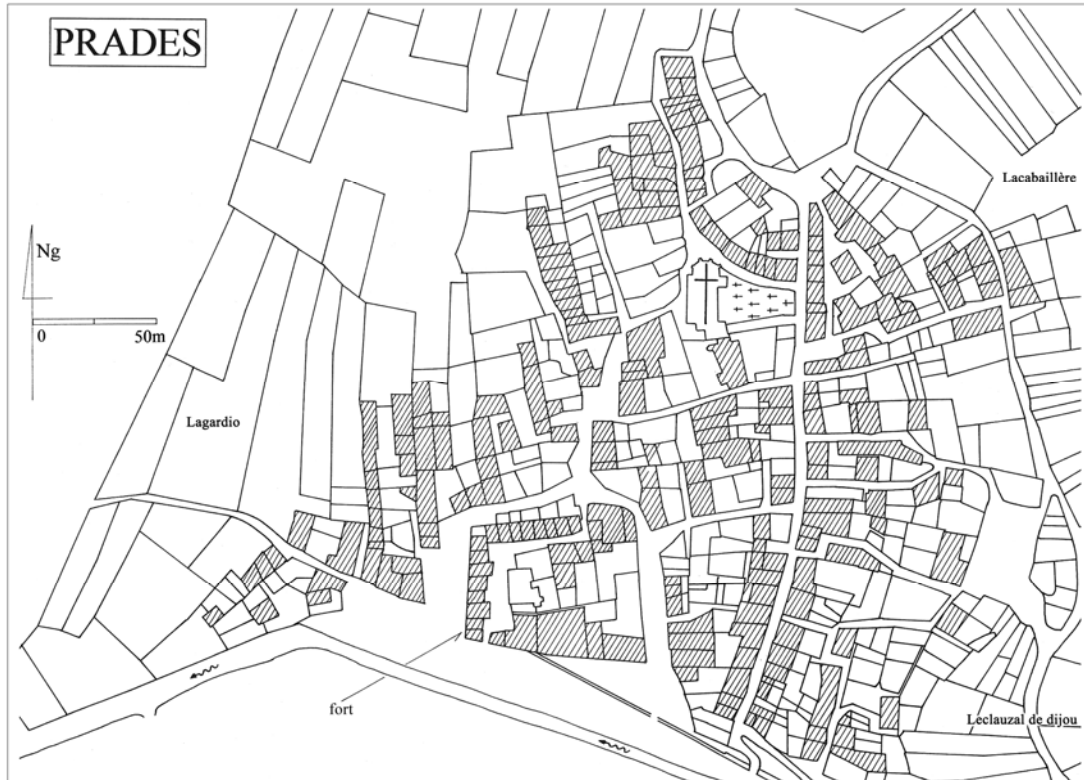 PRADES
Lacabaillère
Ng
0 50m
Lagardio
fort
Leclauzal de dijou